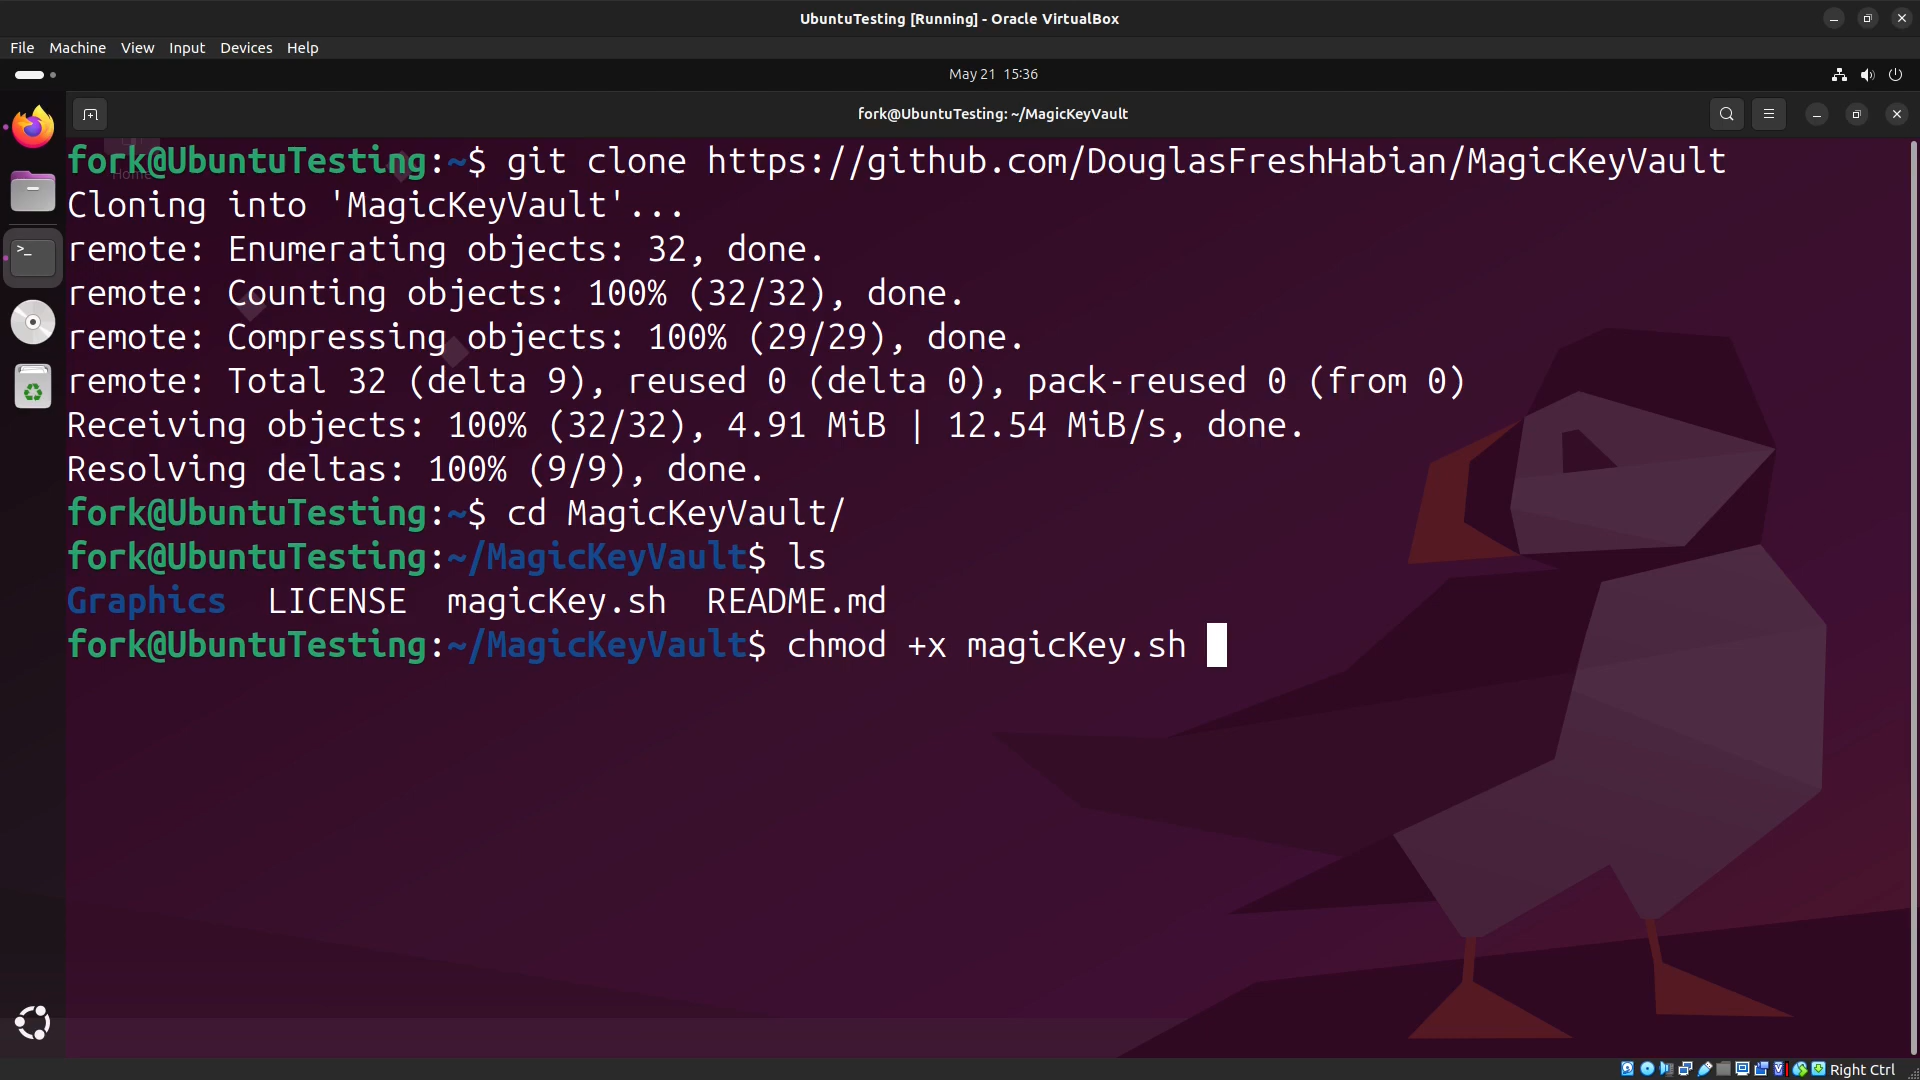 UbuntuTesting [Running] - Oracle VirtualBox
File Machine View Input Devices Help
May 21 15:36
fork@UbuntuTesting: ~/MagicKeyVault
Home
fork@UbuntuTesting:~$ git clone https://github.com/DouglasFreshHabian/MagicKeyVault
Cloning into 'MagicKeyVault'...
remote: Enumerating objects: 32, done.
remote: Counting objects: 100% (32/32), done.
remote: Compressing objects: 100% (29/29), done.
remote: Total 32 (delta 9), reused 0 (delta 0), pack-reused 0 (from 0)
Receiving objects: 100% (32/32), 4.91 MiB | 12.54 MiB/s, done.
Resolving deltas: 100% (9/9), done.
fork@UbuntuTesting:~$ cd MagicKeyVault/
fork@UbuntuTesting:~/MagicKeyVault$ ls
Graphics LICENSE magicKey.sh README.md
fork@UbuntuTesting:~/MagicKeyVault$ chmod +x magicKey.sh
Right Ctrl